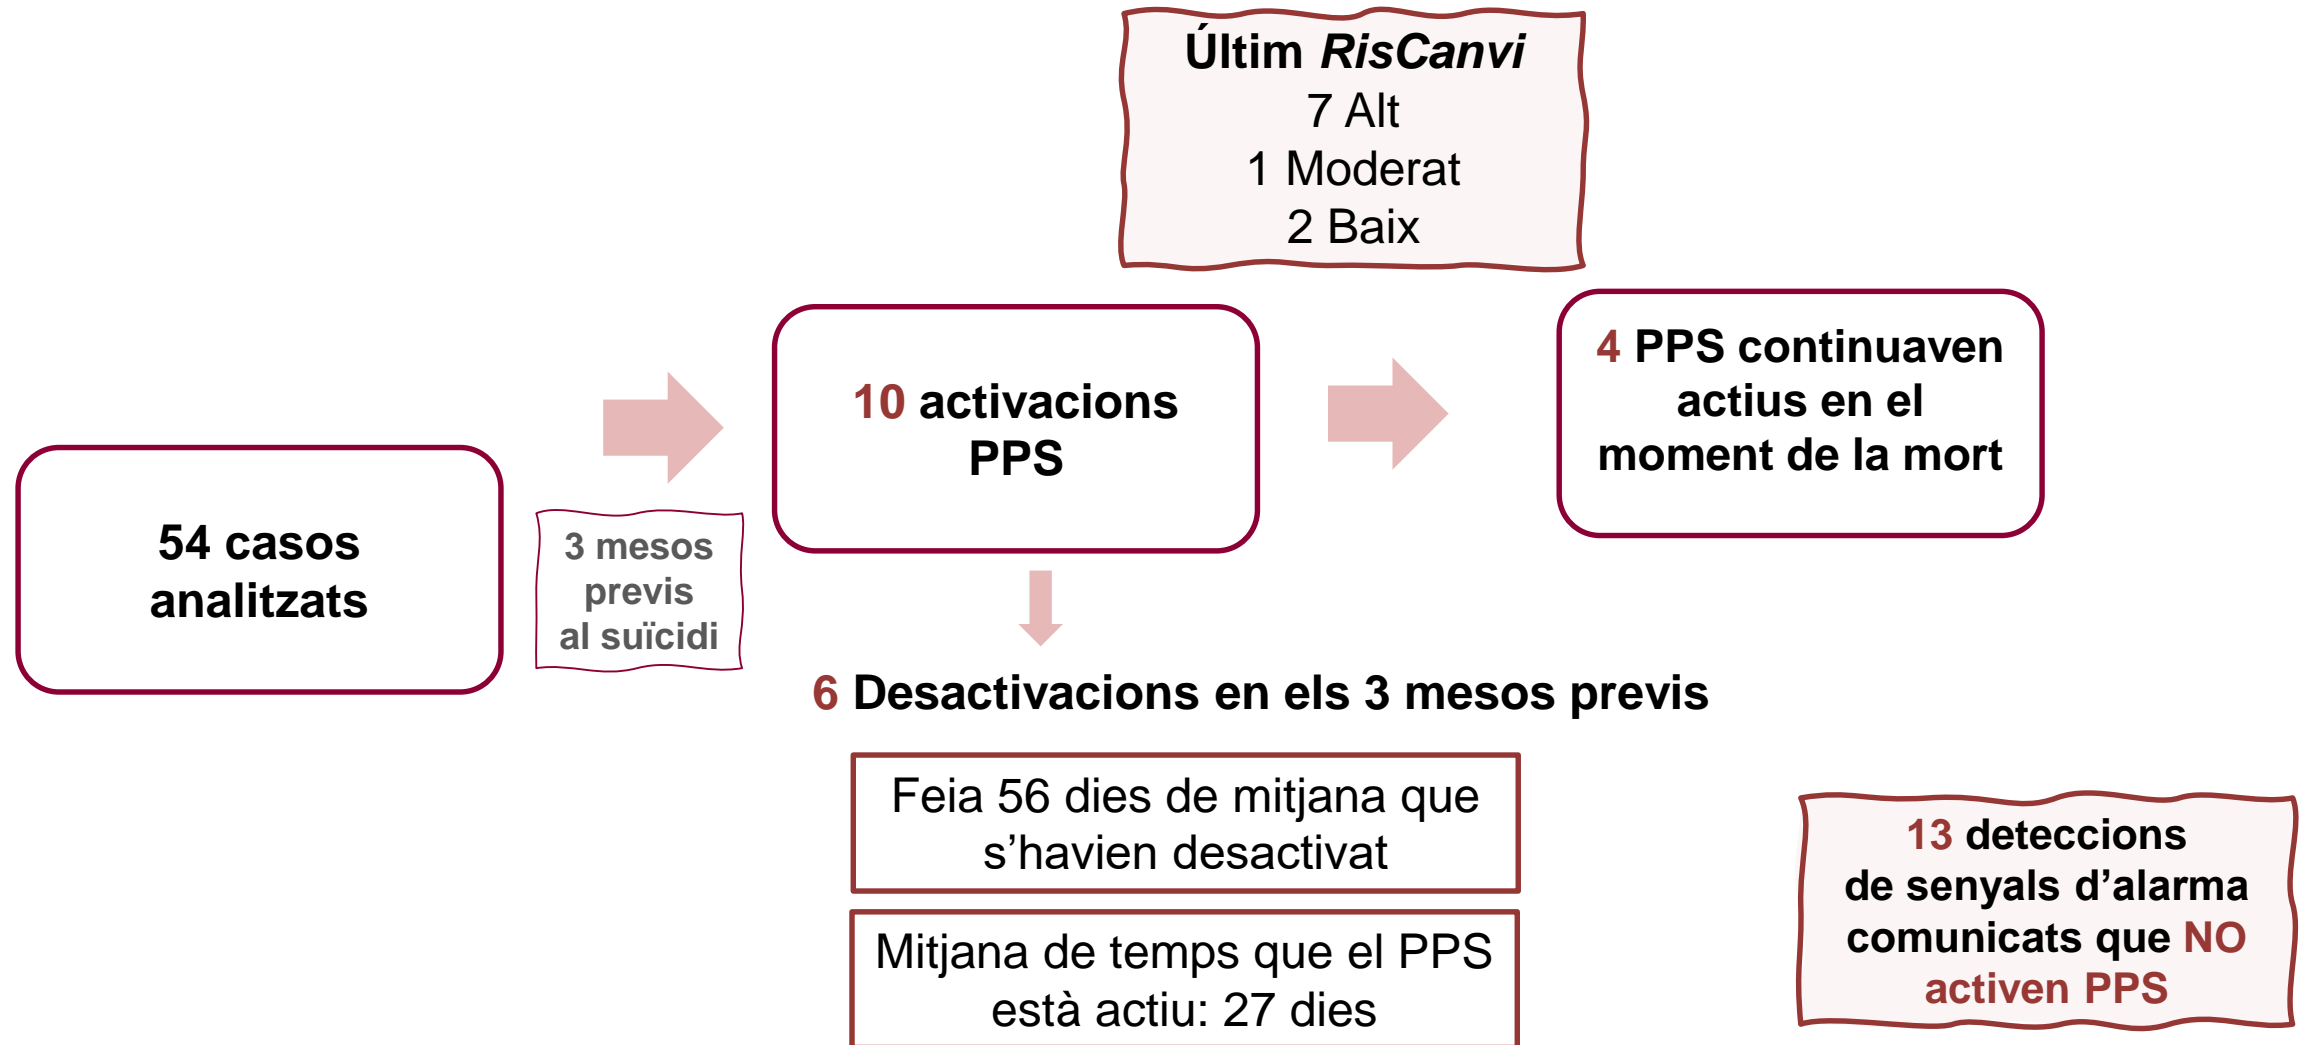 Últim RisCanvi
7 Alt
1 Moderat
2 Baix
54 casos
analitzats
3 mesos
previs
al suïcidi
10 activacions
PPS
4 PPS continuaven
actius en el
moment de la mort
6 Desactivacions en els 3 mesos previs
Feia 56 dies de mitjana que
s’havien desactivat
Mitjana de temps que el PPS
està actiu: 27 dies
13 deteccions
de senyals d’alarma
comunicats que NO
activen PPS